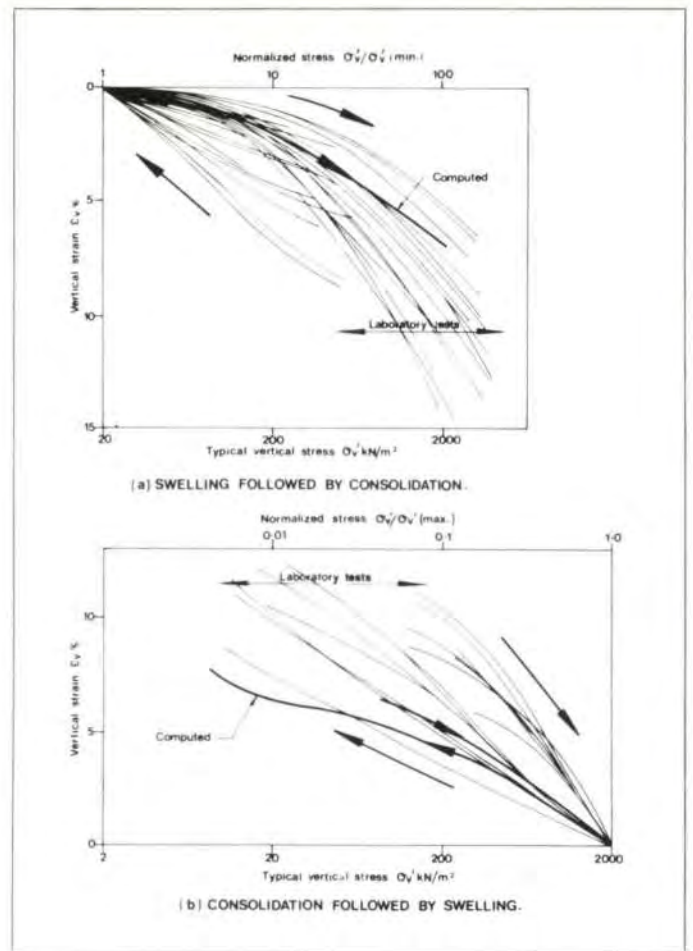 Normalized stress σv'/σv' (min.)
1 10 100
0
5
10
15
Vertical strain εv %
Computed
Laboratory tests
20 200 2000
Typical vertical stress σv' kN/m²
(a) SWELLING FOLLOWED BY CONSOLIDATION.
Normalized stress σv'/σv' (max.)
0·01 0·1 1·0
10
5
0
Vertical strain εv %
Laboratory tests
Computed
2 20 200 2000
Typical vertical stress σv' kN/m²
(b) CONSOLIDATION FOLLOWED BY SWELLING.